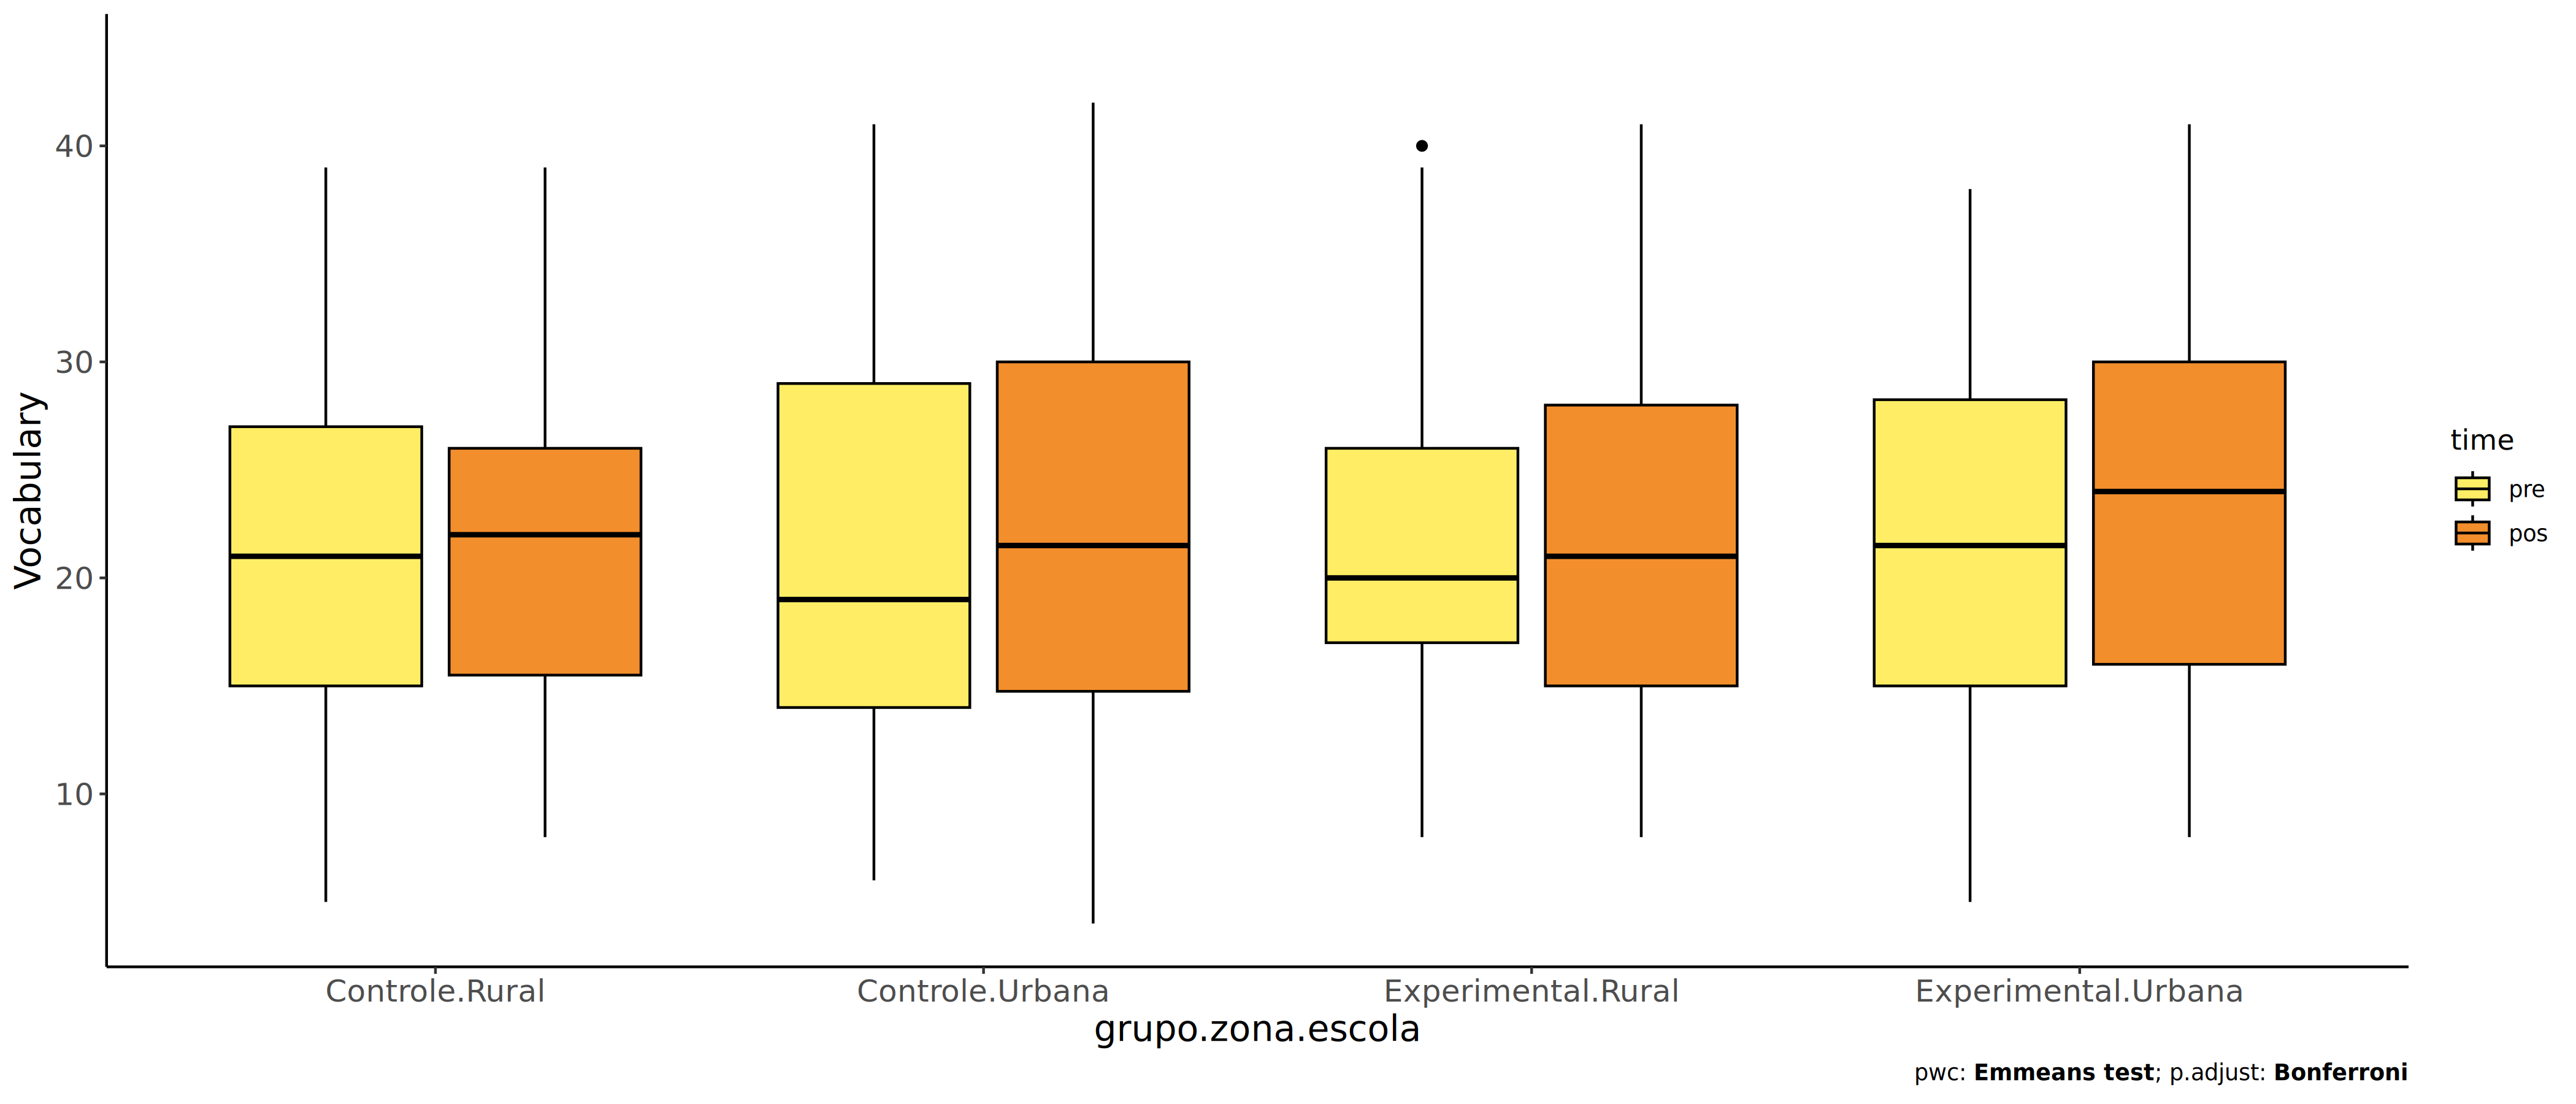 Vocabulary
40
30
20
10
Controle.Rural
Controle.Urbana
Experimental.Rural
Experimental.Urbana
grupo.zona.escola
time
pre
pos
pwc: Emmeans test; p.adjust: Bonferroni